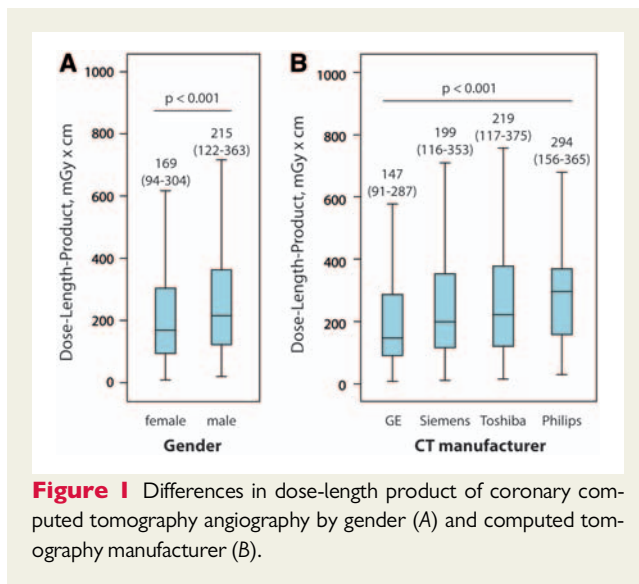 A
B
1000
800
600
400
200
0
Dose-Length-Product, mGy x cm
p < 0.001
169
(94-304)
215
(122-363)
female male
Gender
1000
800
600
400
200
0
Dose-Length-Product, mGy x cm
p < 0.001
147
(91-287)
199
(116-353)
219
(117-375)
294
(156-365)
GE Siemens Toshiba Philips
CT manufacturer
Figure 1 Differences in dose-length product of coronary com-
puted tomography angiography by gender (A) and computed tom-
ography manufacturer (B).